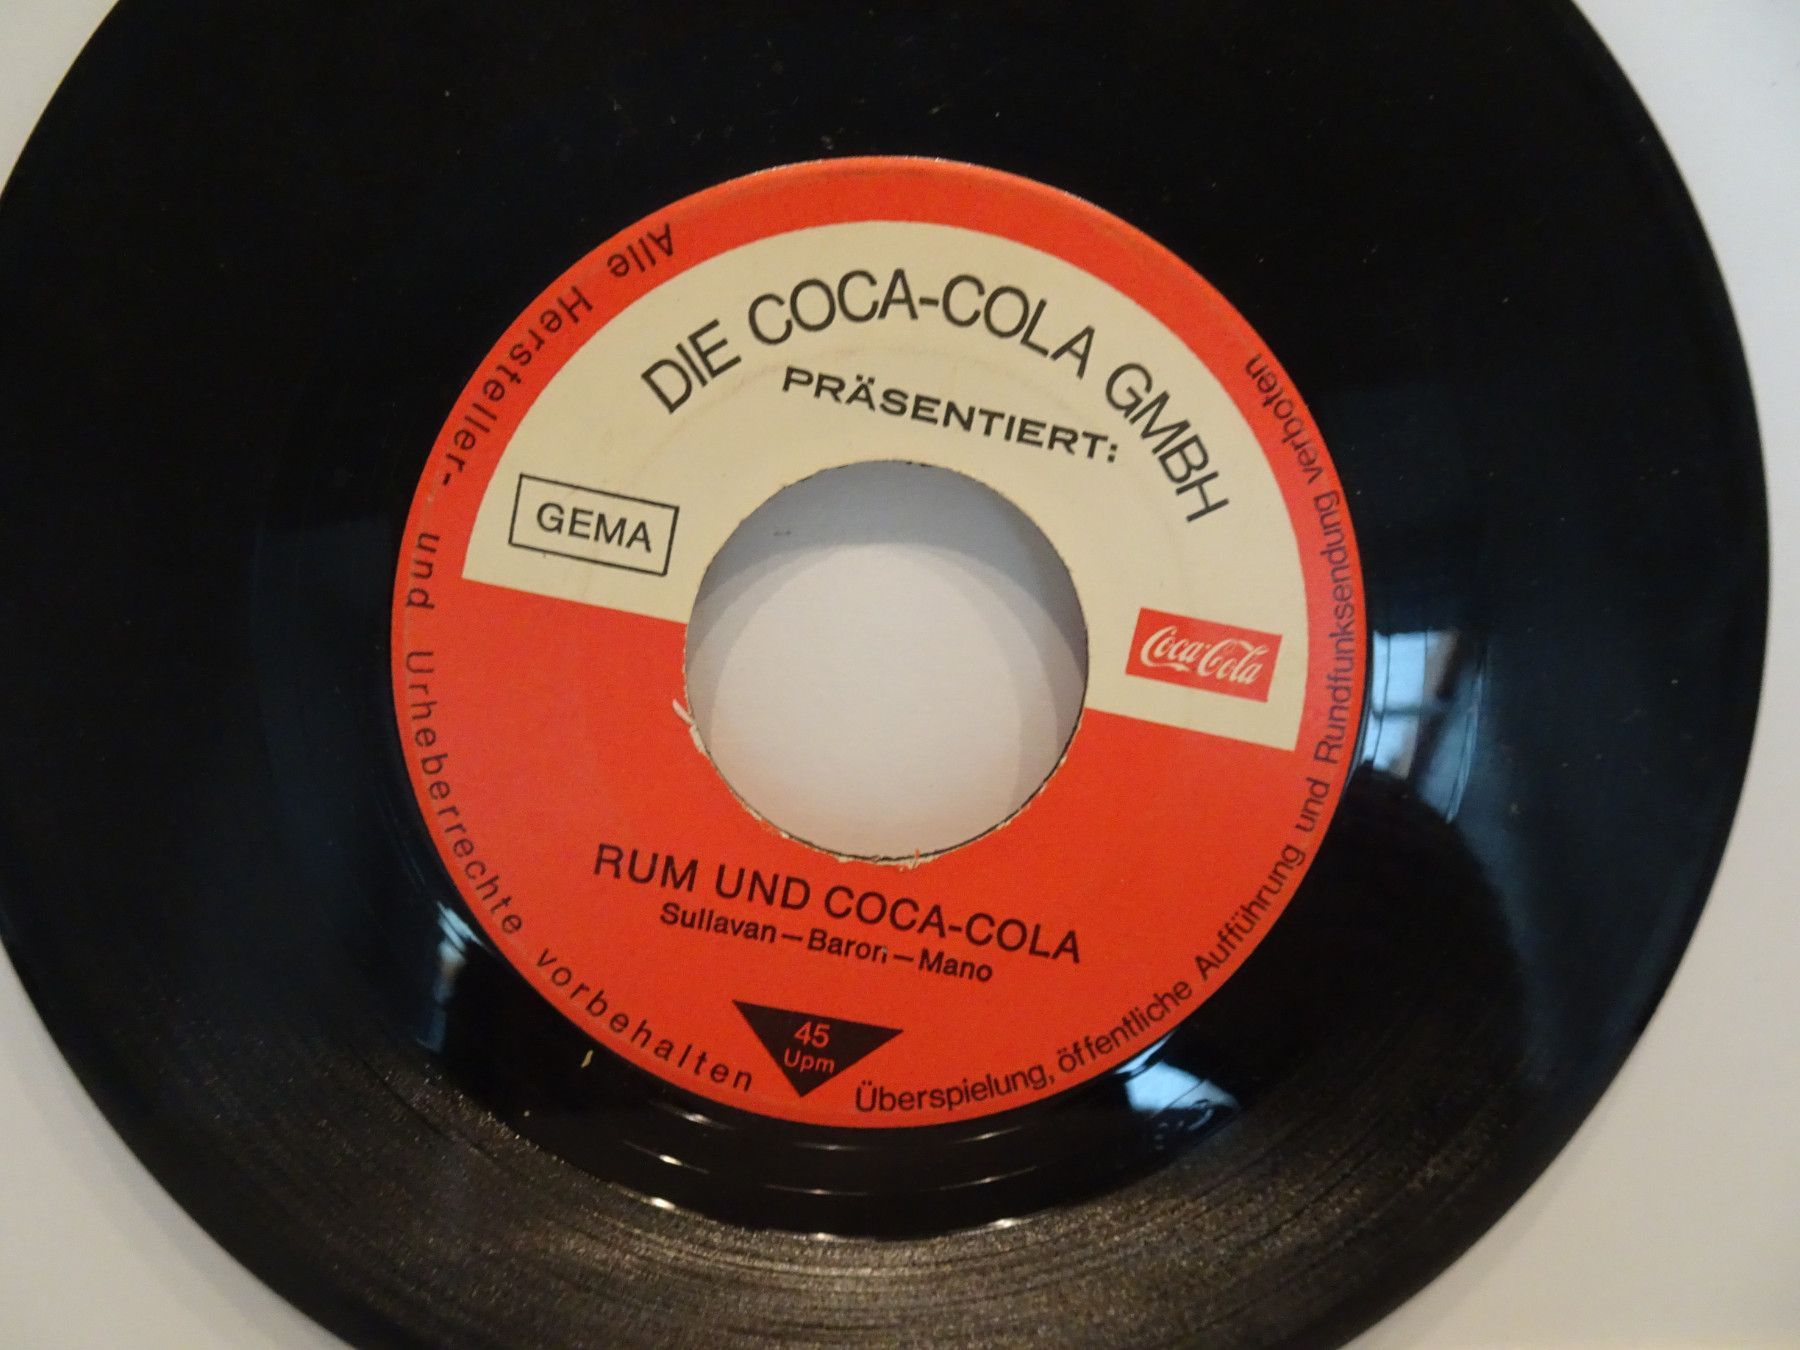 DIE COCA-COLA GMBH
PRÄSENTIERT:
GEMA
Coca-Cola
RUM UND COCA-COLA
Sullavan – Baron – Mano
45
Upm
Alle Hersteller- und Urheberrechte vorbehalten
Überspielung, öffentliche Aufführung und Rundfunksendung verboten